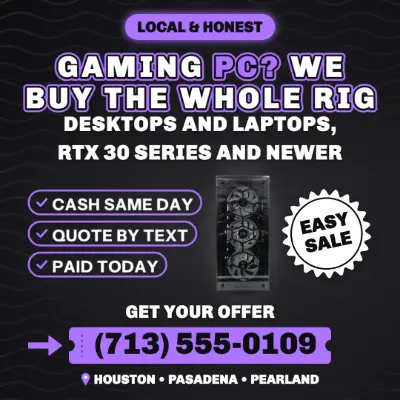 LOCAL & HONEST
GAMING PC? WE
BUY THE WHOLE RIG
DESKTOPS AND LAPTOPS,
RTX 30 SERIES AND NEWER
CASH SAME DAY
QUOTE BY TEXT
PAID TODAY
EASY
SALE
GET YOUR OFFER
(713) 555-0109
HOUSTON • PASADENA • PEARLAND